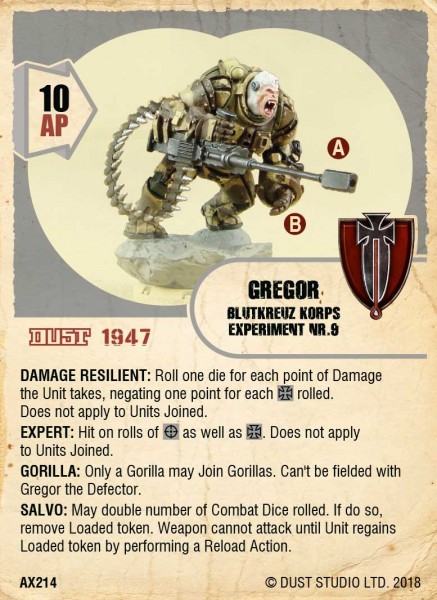 10
AP
A
B
GREGOR
BLUTKREUZ KORPS
EXPERIMENT NR.9
DUST 1947
DAMAGE RESILIENT: Roll one die for each point of Damage
the Unit takes, negating one point for each rolled.
Does not apply to Units Joined.
EXPERT: Hit on rolls of as well as . Does not apply
to Units Joined.
GORILLA: Only a Gorilla may Join Gorillas. Can't be fielded with
Gregor the Defector.
SALVO: May double number of Combat Dice rolled. If do so,
remove Loaded token. Weapon cannot attack until Unit regains
Loaded token by performing a Reload Action.
AX214
© DUST STUDIO LTD. 2018